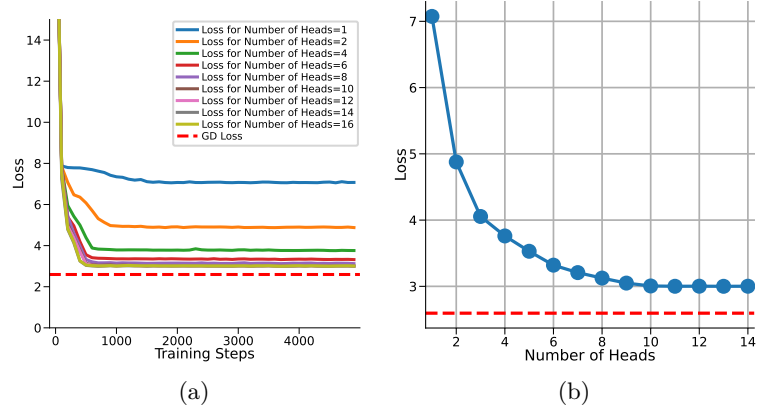 14
12
10
8
6
4
2
0
Loss
Loss for Number of Heads=1
Loss for Number of Heads=2
Loss for Number of Heads=4
Loss for Number of Heads=6
Loss for Number of Heads=8
Loss for Number of Heads=10
Loss for Number of Heads=12
Loss for Number of Heads=14
Loss for Number of Heads=16
GD Loss
0 1000 2000 3000 4000
Training Steps
(a)
7
6
5
4
3
Loss
2 4 6 8 10 12 14
Number of Heads
(b)